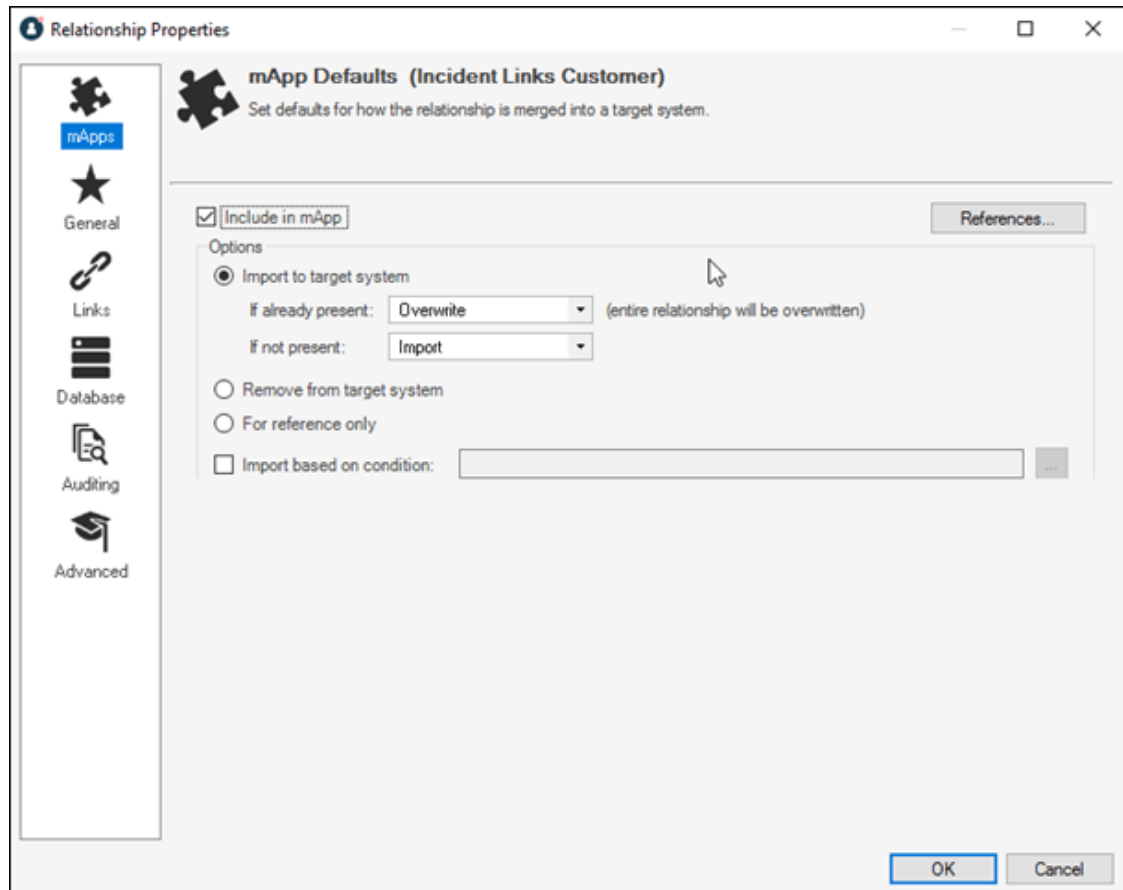 Relationship Properties
mApps
General
Links
Database
Auditing
Advanced
mApp Defaults (Incident Links Customer)
Set defaults for how the relationship is merged into a target system.
Include in mApp
References...
Options
Import to target system
If already present: Overwrite (entire relationship will be overwritten)
If not present: Import
Remove from target system
For reference only
Import based on condition: ...
OK Cancel